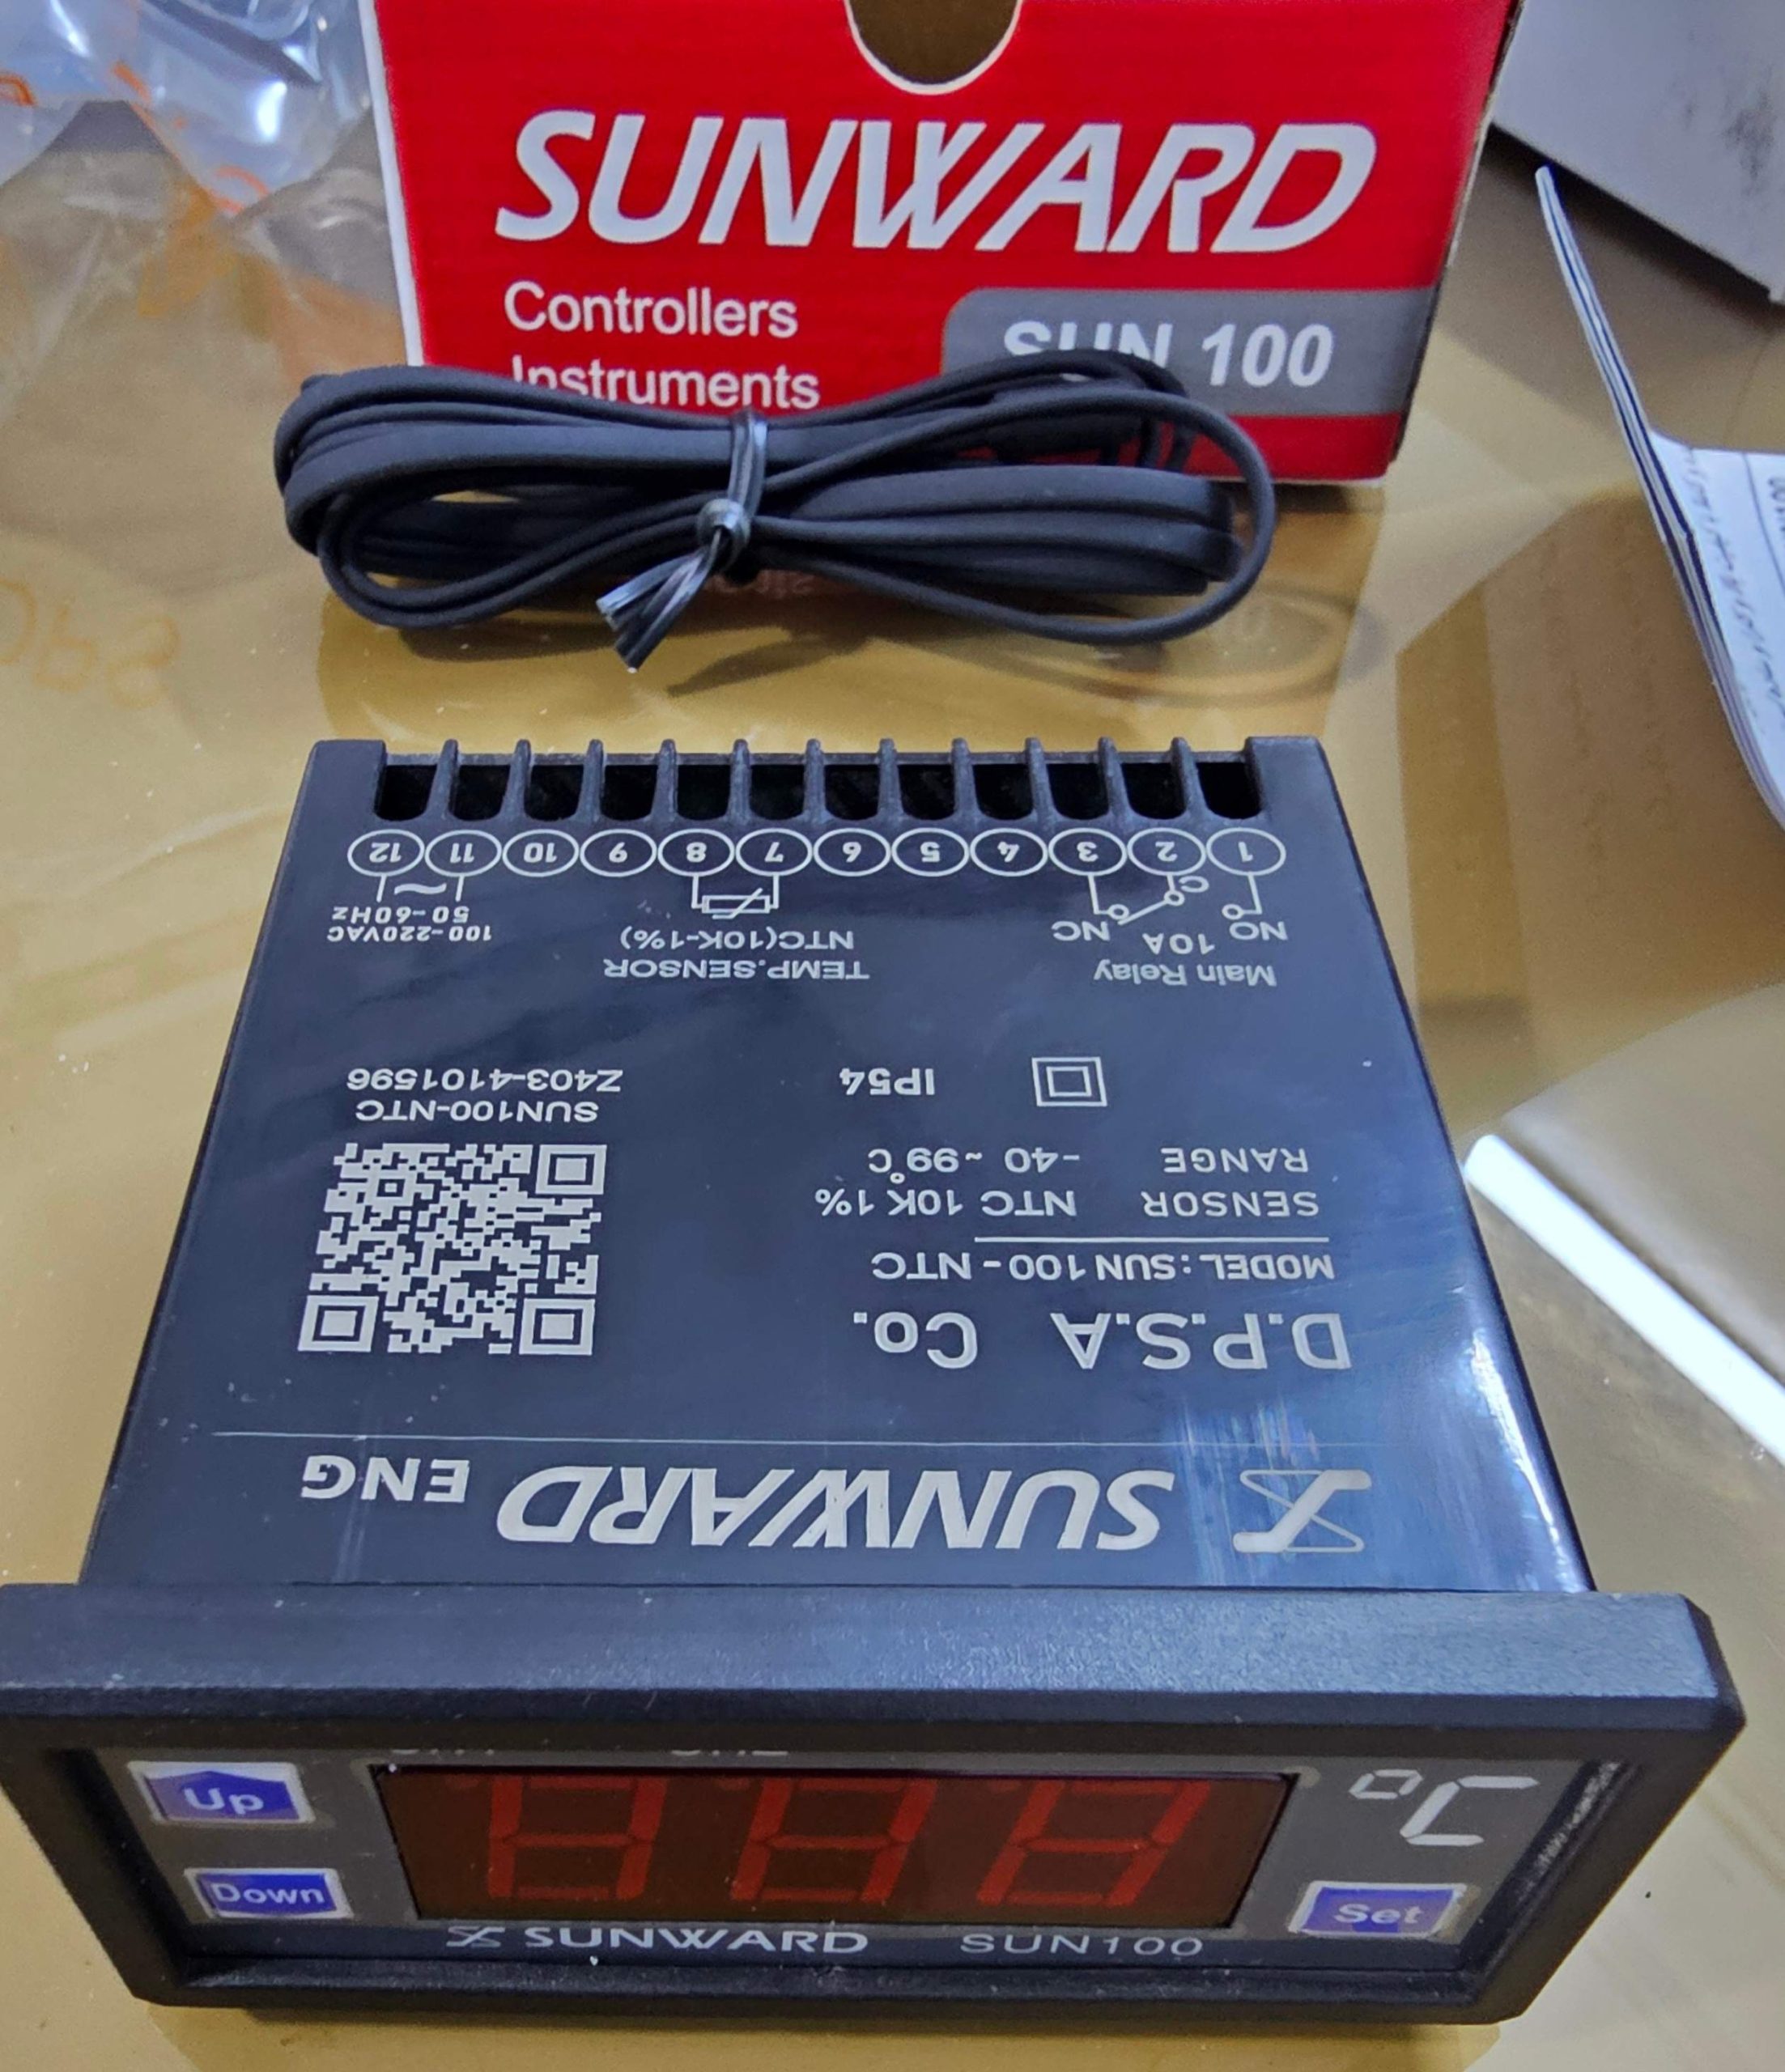 SUNWARD
Controllers
Instruments
SUN 100
SUNWARD ENG
D.P.S.A Co.
MODEL: SUN 100 - NTC
SENSOR NTC 10K 1%
RANGE -40 ~ 99°C
IP54
SUN100-NTC
Z403-4101596
Main Relay
NO 10A NC
C
TEMP.SENSOR
NTC(10K-1%)
100-220VAC
50-60Hz
~
1 2 3 4 5 6 7 8 9 10 11 12
Up
Down
°C
Set
SUNWARD SUN100